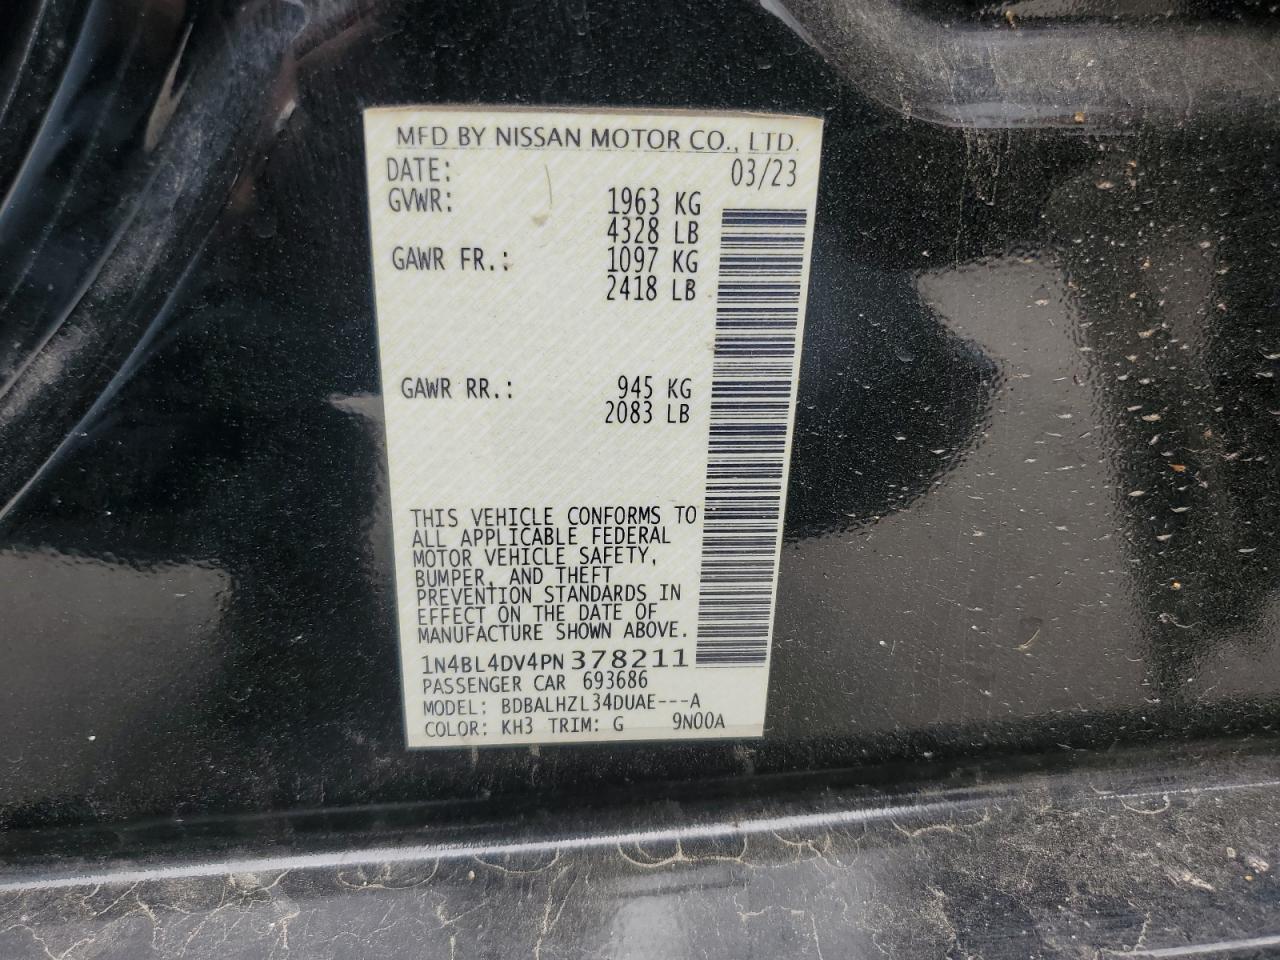 MFD BY NISSAN MOTOR CO., LTD.
DATE: 03/23
GVWR: 1963 KG
4328 LB
GAWR FR.: 1097 KG
2418 LB
GAWR RR.: 945 KG
2083 LB
THIS VEHICLE CONFORMS TO
ALL APPLICABLE FEDERAL
MOTOR VEHICLE SAFETY,
BUMPER, AND THEFT
PREVENTION STANDARDS IN
EFFECT ON THE DATE OF
MANUFACTURE SHOWN ABOVE.
1N4BL4DV4PN378211
PASSENGER CAR 693686
MODEL: BDBALHZL34DUAE---A
COLOR: KH3 TRIM: G 9N00A